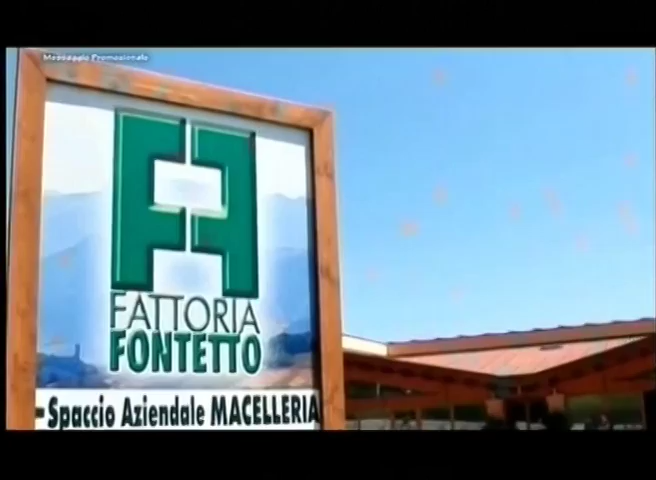 Messaggio Promozionale
FATTORIA
FONTETTO
Spaccio Aziendale MACELLERIA